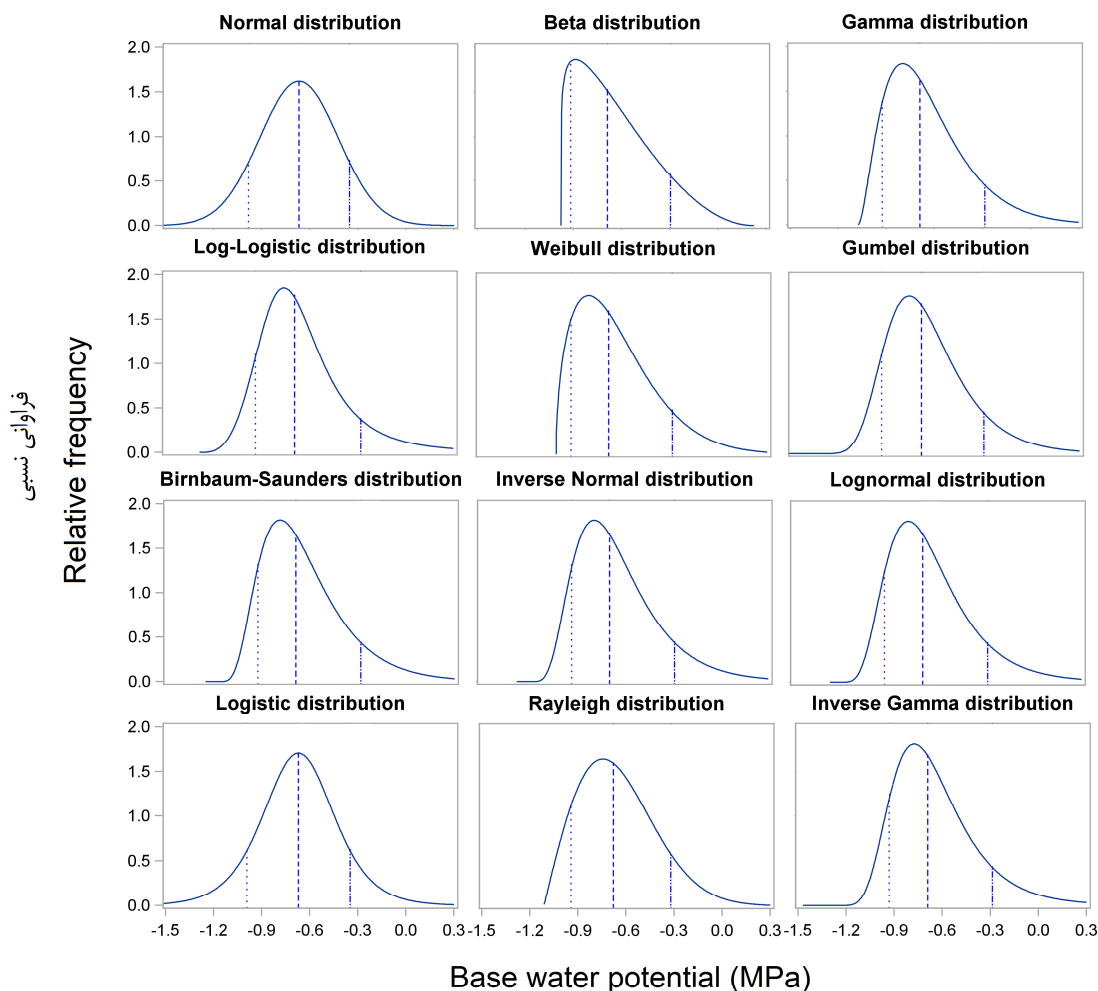 Normal distribution
Beta distribution
Gamma distribution
2.0
1.5
1.0
0.5
0.0
Log-Logistic distribution
Weibull distribution
Gumbel distribution
2.0
1.5
1.0
0.5
0.0
فراوانی نسبی
Relative frequency
Birnbaum-Saunders distribution
Inverse Normal distribution
Lognormal distribution
2.0
1.5
1.0
0.5
0.0
Logistic distribution
Rayleigh distribution
Inverse Gamma distribution
2.0
1.5
1.0
0.5
0.0
-1.5 -1.2 -0.9 -0.6 -0.3 0.0 0.3
-1.5 -1.2 -0.9 -0.6 -0.3 0.0 0.3
-1.5 -1.2 -0.9 -0.6 -0.3 0.0 0.3
Base water potential (MPa)